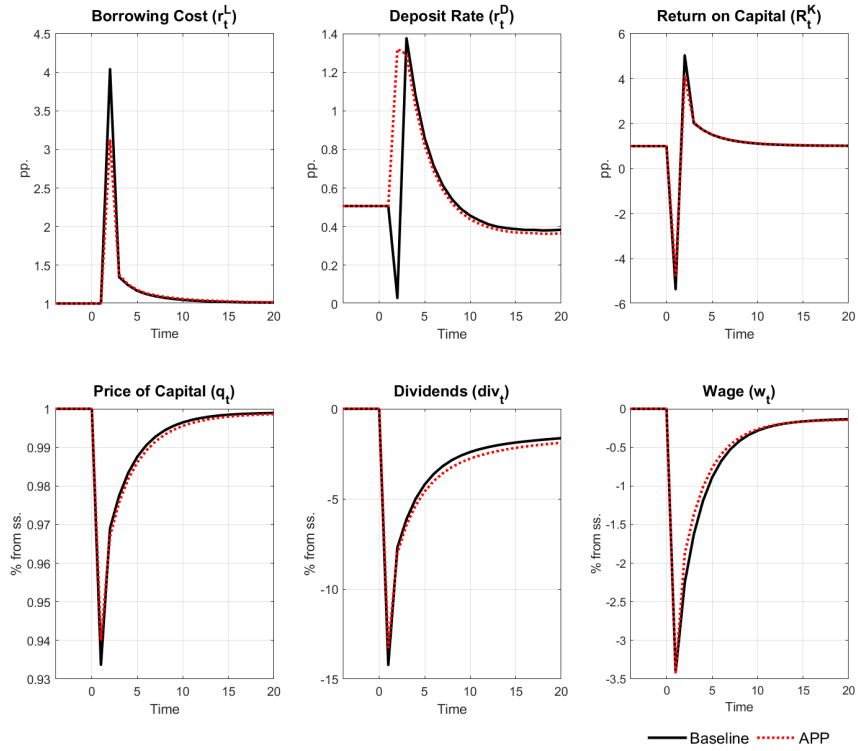 Borrowing Cost (r_t^L)
4.5
4
3.5
3
2.5
2
1.5
1
pp.
0 5 10 15 20
Time
Deposit Rate (r_t^D)
1.4
1.2
1
0.8
0.6
0.4
0.2
0
pp.
0 5 10 15 20
Time
Return on Capital (R_t^K)
6
4
2
0
-2
-4
-6
pp.
0 5 10 15 20
Time
Price of Capital (q_t)
1
0.99
0.98
0.97
0.96
0.95
0.94
0.93
% from ss.
0 5 10 15 20
Time
Dividends (div_t)
0
-5
-10
-15
% from ss.
0 5 10 15 20
Time
Wage (w_t)
0
-0.5
-1
-1.5
-2
-2.5
-3
-3.5
% from ss.
0 5 10 15 20
Time
Baseline APP